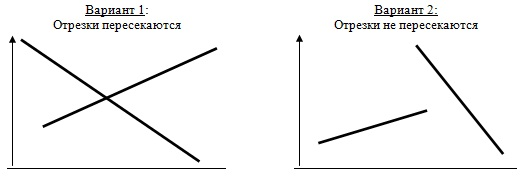 Вариант 1:
Отрезки пересекаются
Вариант 2:
Отрезки не пересекаются